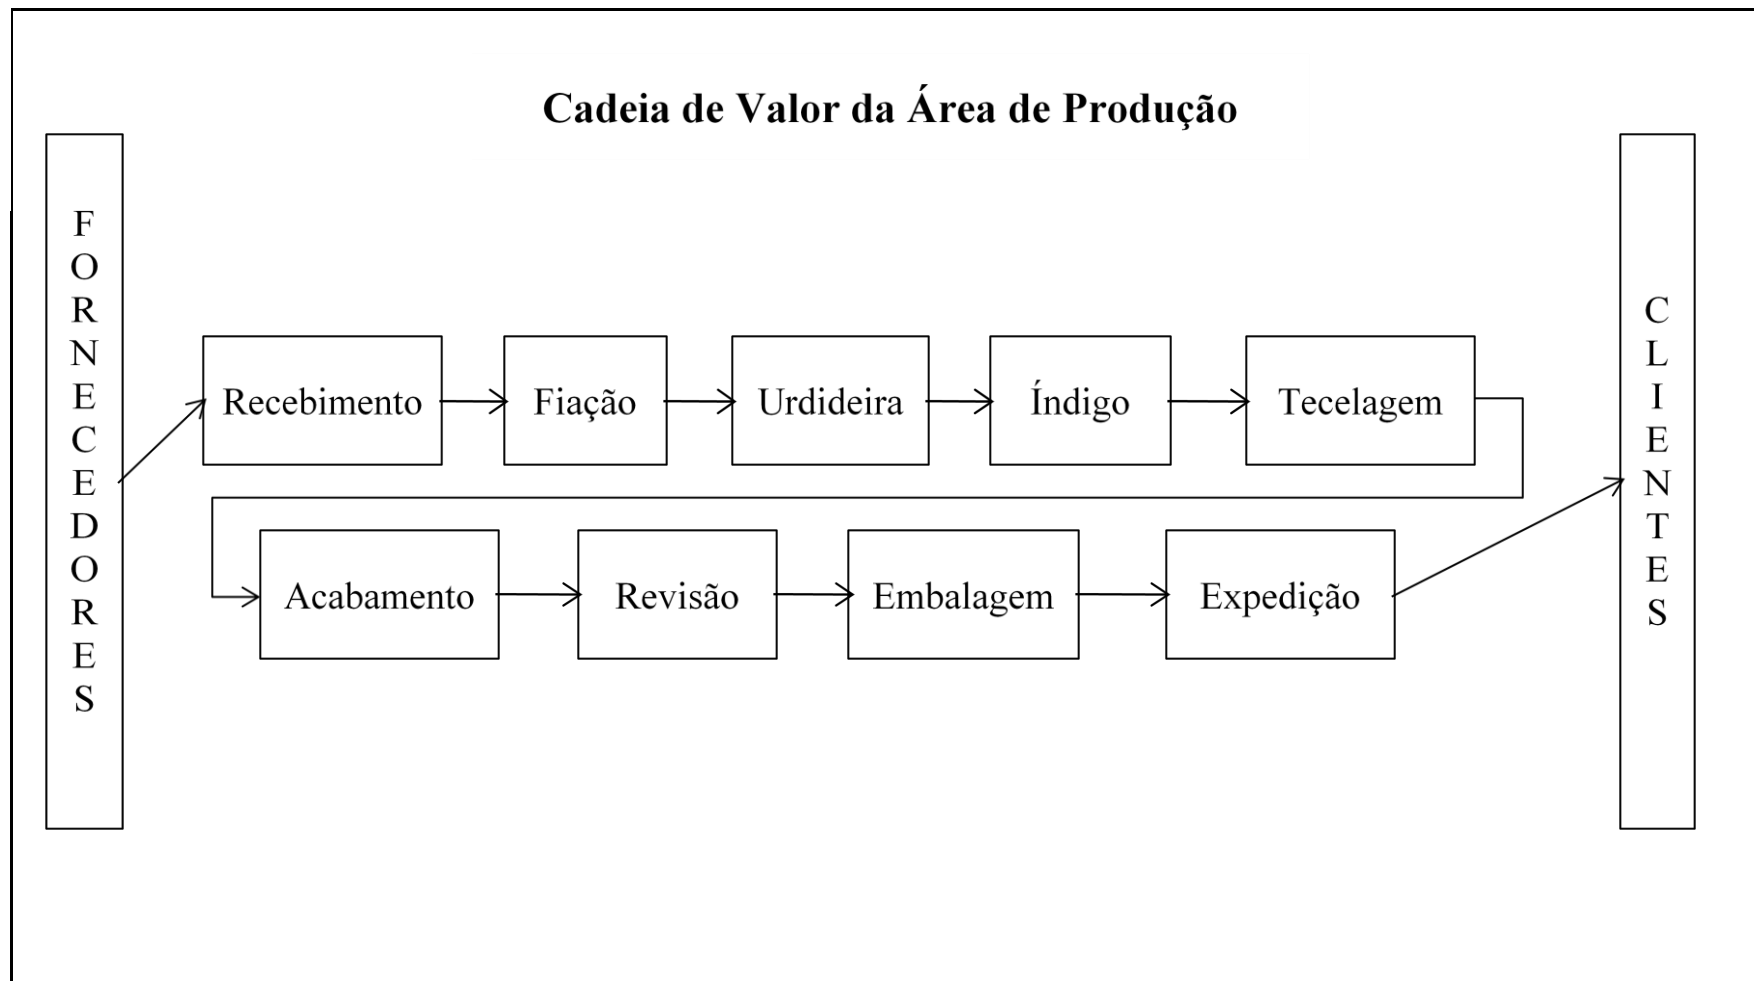 Cadeia de Valor da Área de Produção
FORNECEDORES
Recebimento
Fiação
Urdideira
Índigo
Tecelagem
Acabamento
Revisão
Embalagem
Expedição
CLIENTES